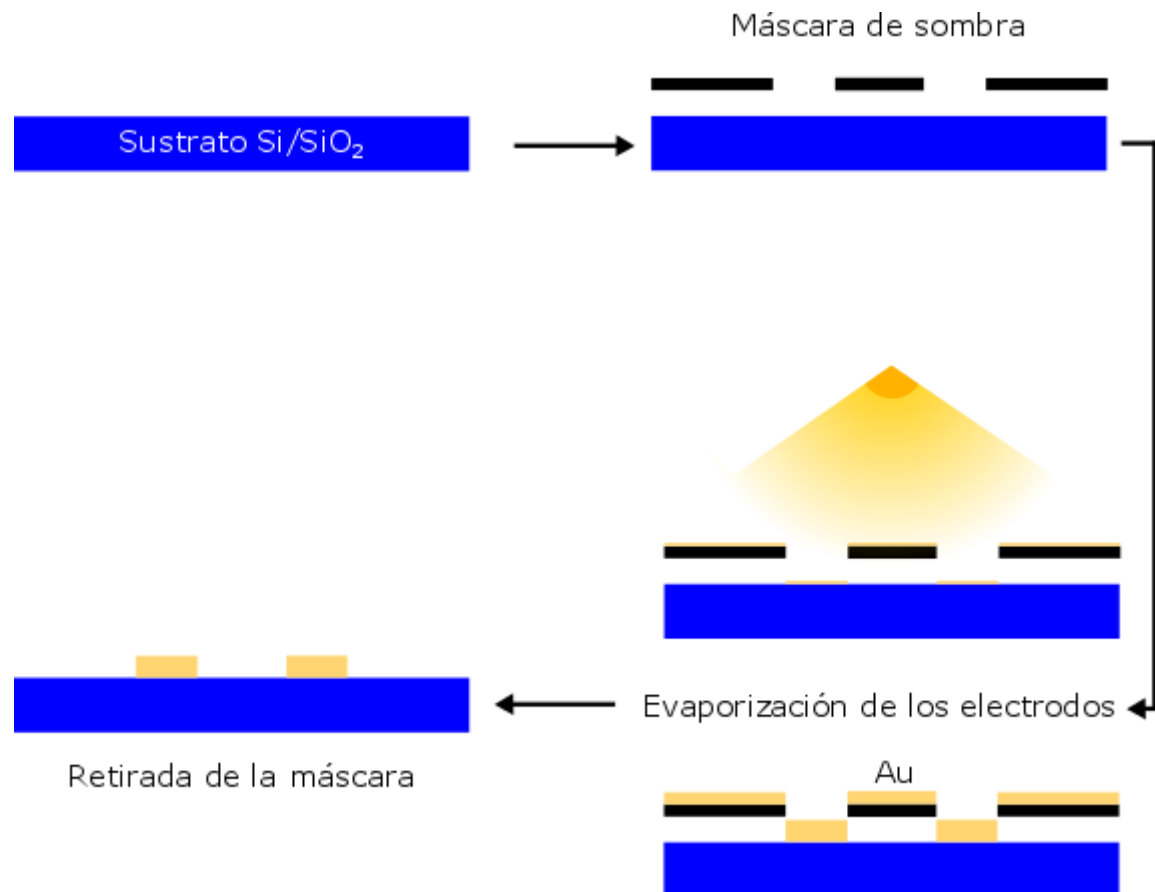 Máscara de sombra
Sustrato Si/SiO₂
Evaporización de los electrodos
Retirada de la máscara
Au